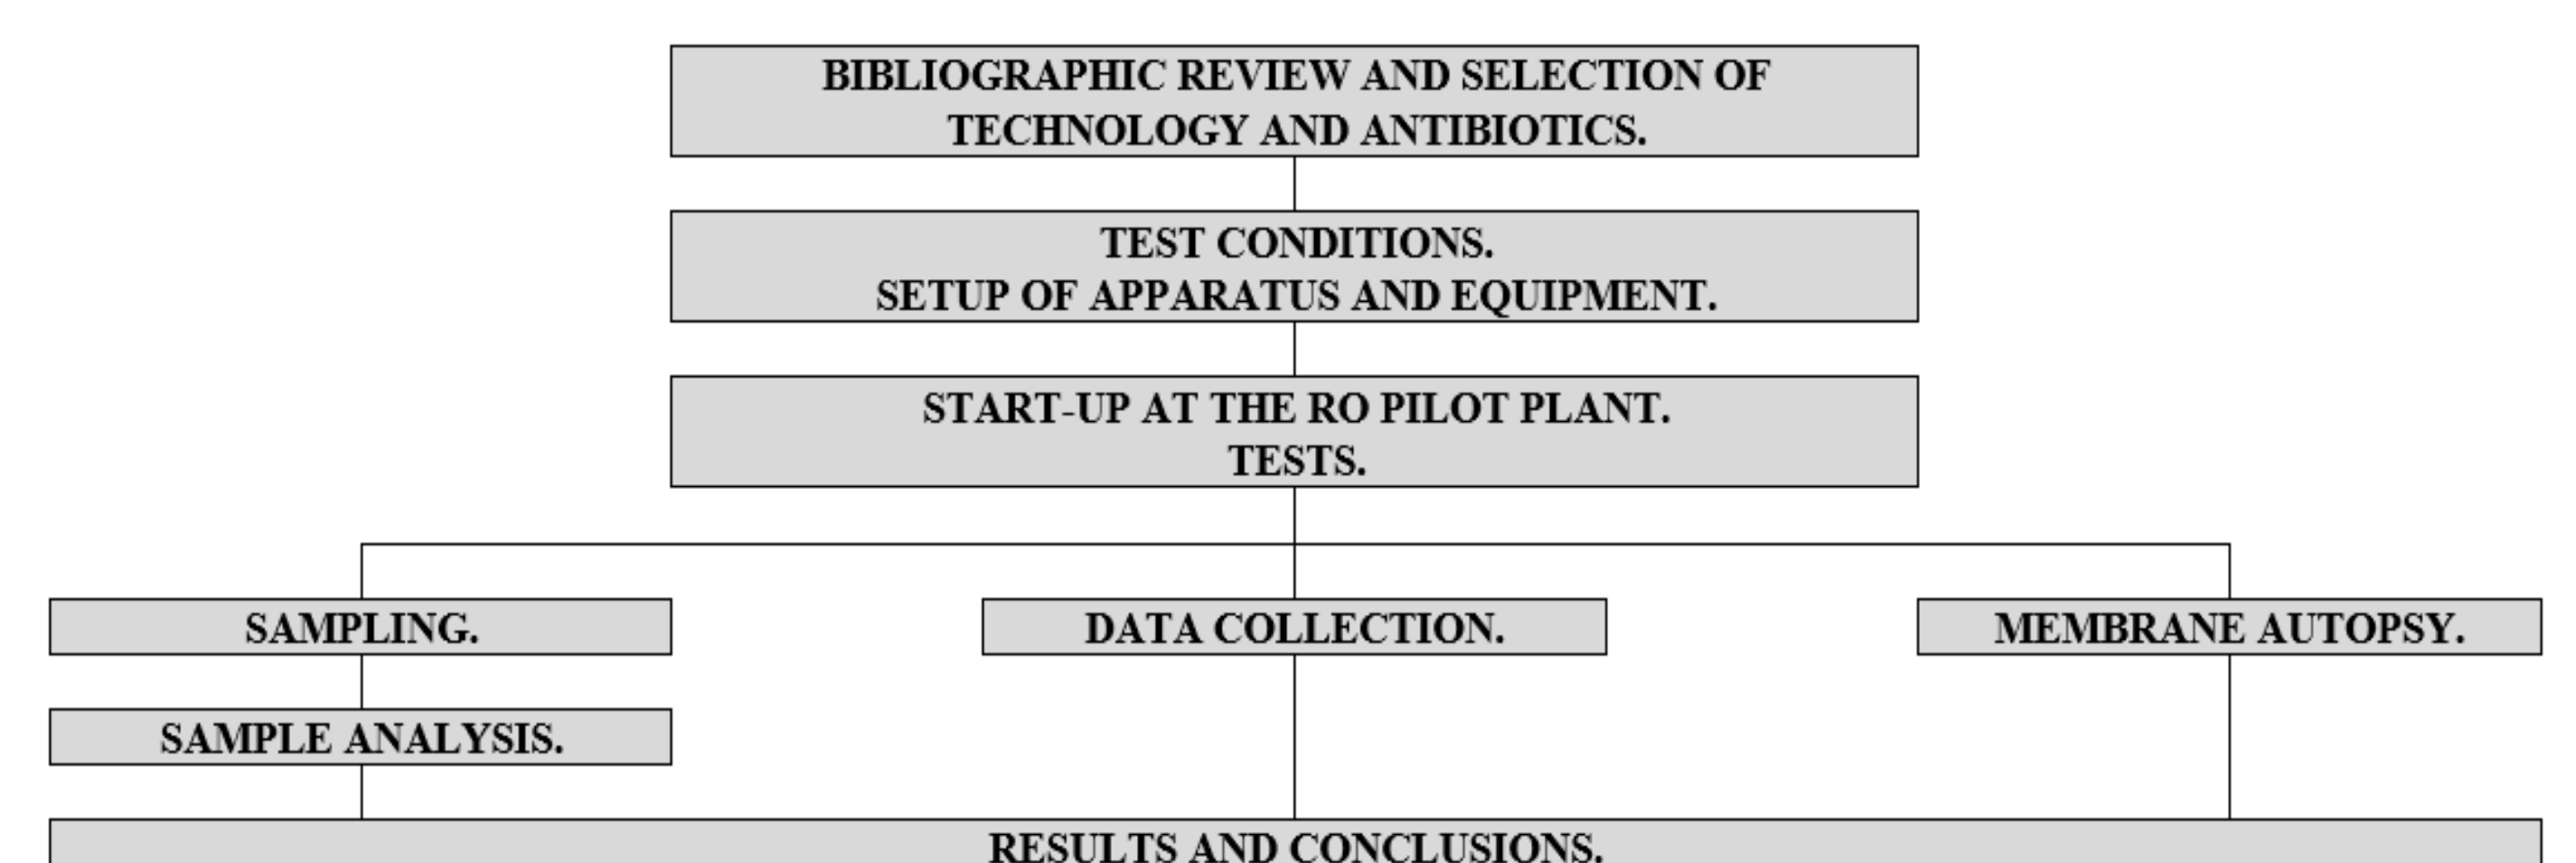 BIBLIOGRAPHIC REVIEW AND SELECTION OF
TECHNOLOGY AND ANTIBIOTICS.
TEST CONDITIONS.
SETUP OF APPARATUS AND EQUIPMENT.
START-UP AT THE RO PILOT PLANT.
TESTS.
SAMPLING.
DATA COLLECTION.
MEMBRANE AUTOPSY.
SAMPLE ANALYSIS.
RESULTS AND CONCLUSIONS.